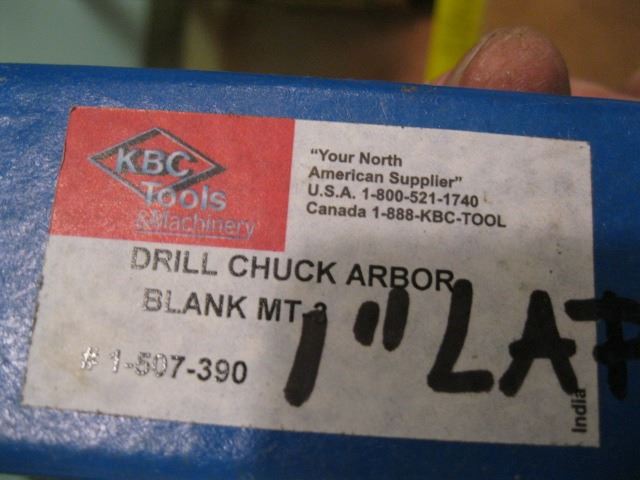 KBC
Tools
&Machinery
"Your North
American Supplier"
U.S.A. 1-800-521-1740
Canada 1-888-KBC-TOOL
DRILL CHUCK ARBOR
BLANK MT-3
# 1-507-390
1" LAP
India